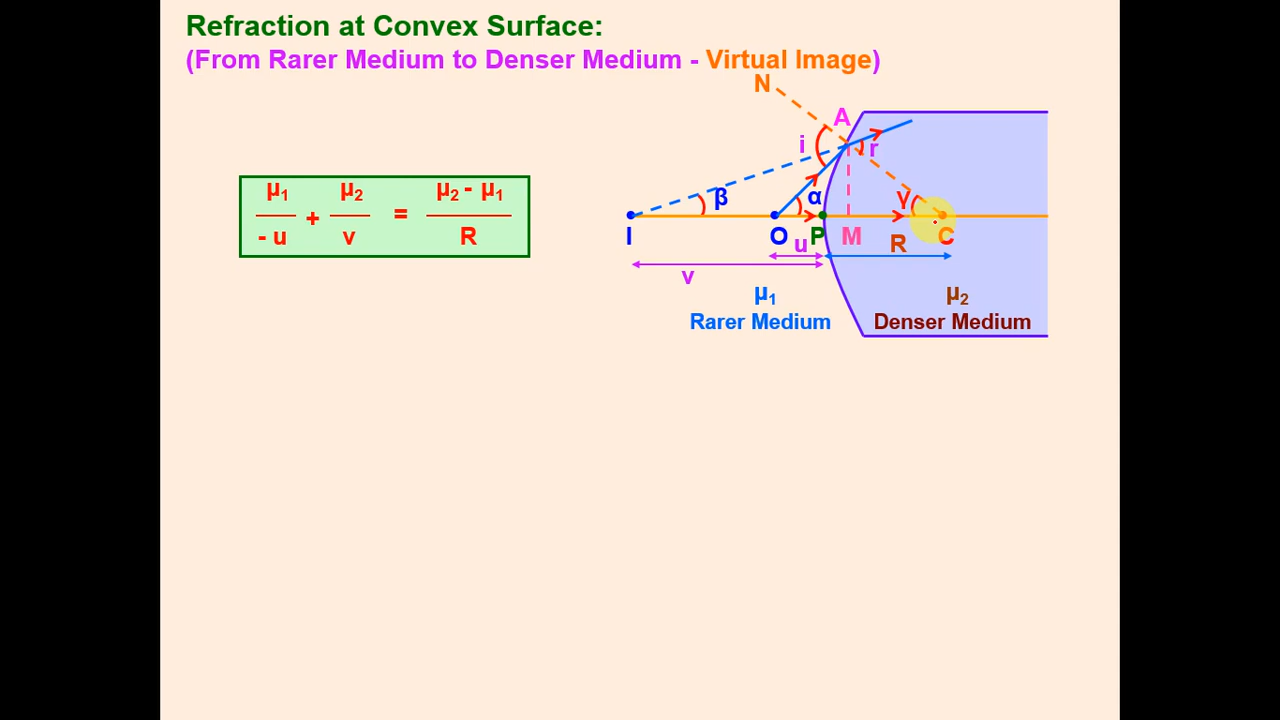 Refraction at Convex Surface:
(From Rarer Medium to Denser Medium - Virtual Image)
N
A
i
r
μ₁ / - u + μ₂ / v = μ₂ - μ₁ / R
β
α
γ
I
O
P
M
C
u
R
v
μ₁
μ₂
Rarer Medium
Denser Medium